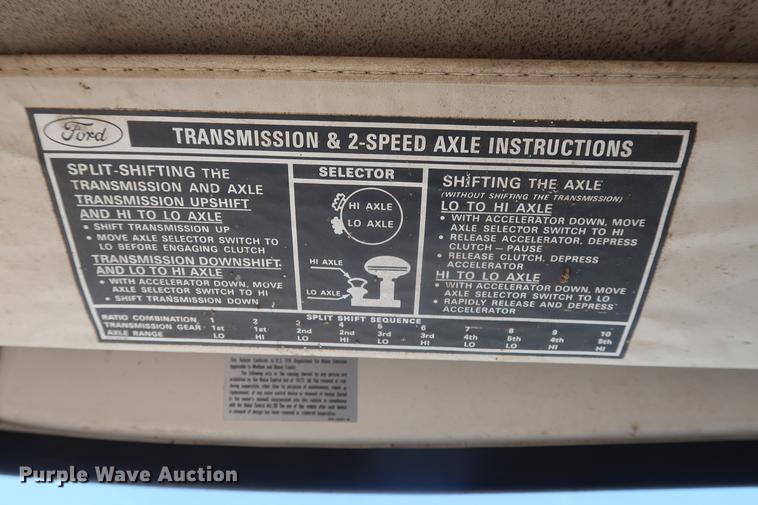 Ford
TRANSMISSION & 2-SPEED AXLE INSTRUCTIONS
SPLIT-SHIFTING THE
TRANSMISSION AND AXLE
TRANSMISSION UPSHIFT
AND HI TO LO AXLE
• SHIFT TRANSMISSION UP
• MOVE AXLE SELECTOR SWITCH TO
LO BEFORE ENGAGING CLUTCH
TRANSMISSION DOWNSHIFT
AND LO TO HI AXLE
• WITH ACCELERATOR DOWN, MOVE
AXLE SELECTOR SWITCH TO HI
• SHIFT TRANSMISSION DOWN
SELECTOR
HI AXLE
LO AXLE
HI AXLE
LO AXLE
SHIFTING THE AXLE
(WITHOUT SHIFTING THE TRANSMISSION)
LO TO HI AXLE
• WITH ACCELERATOR DOWN, MOVE
AXLE SELECTOR SWITCH TO HI
• RELEASE ACCELERATOR, DEPRESS
CLUTCH — PAUSE
• RELEASE CLUTCH, DEPRESS
ACCELERATOR
HI TO LO AXLE
• WITH ACCELERATOR DOWN, MOVE
AXLE SELECTOR SWITCH TO LO
• RAPIDLY RELEASE AND DEPRESS
ACCELERATOR
SPLIT SHIFT SEQUENCE
RATIO COMBINATION 1 2 3 4 5 6 7 8 9 10
TRANSMISSION GEAR 1st 1st 2nd 2nd 3rd 3rd 4th 4th 5th
AXLE RANGE LO HI LO HI LO HI LO LO HI HI
Applicable to Medium and Heavy Trucks.
Purple Wave Auction